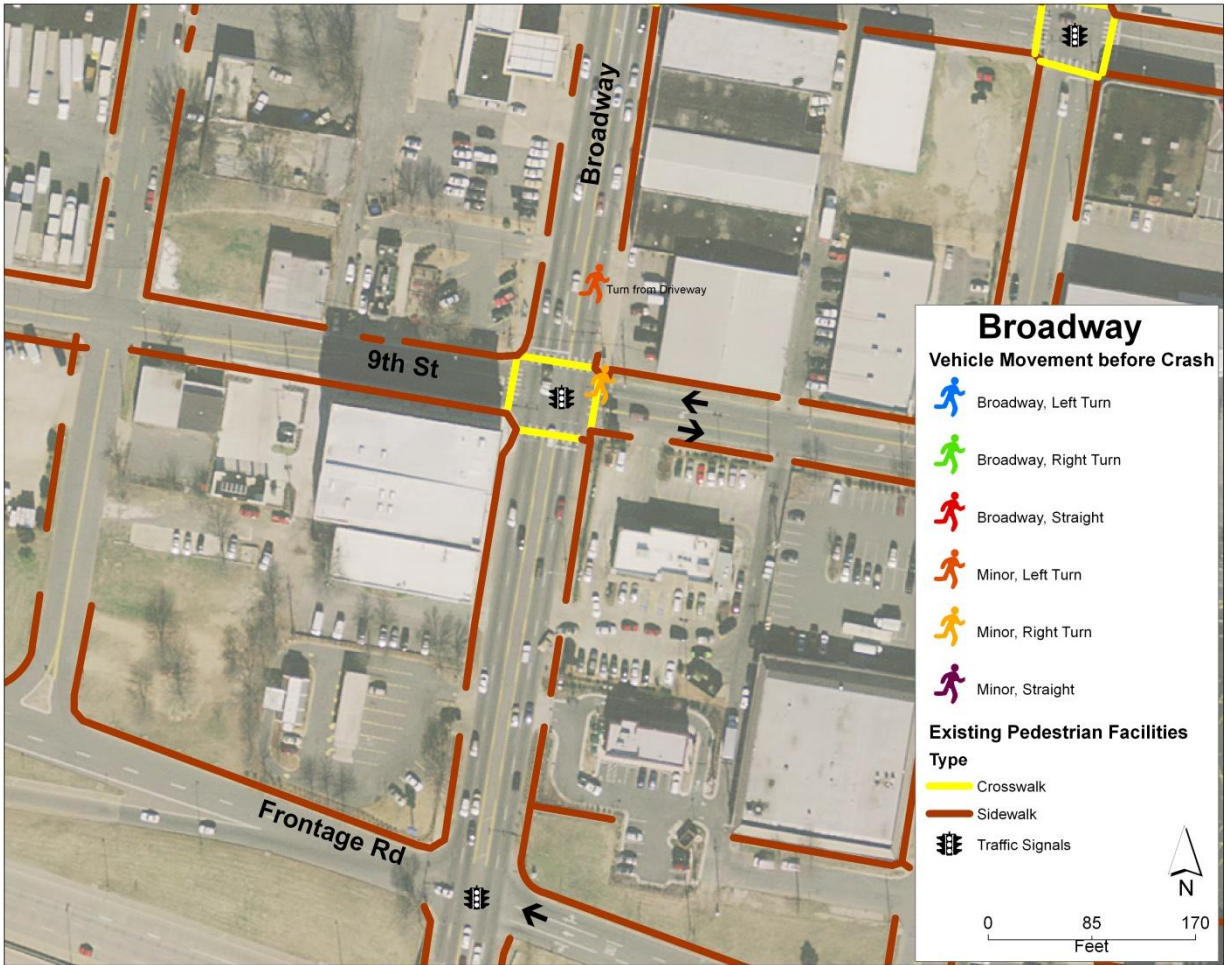 Broadway
Turn from Driveway
9th St
Frontage Rd
Broadway
Vehicle Movement before Crash
Broadway, Left Turn
Broadway, Right Turn
Broadway, Straight
Minor, Left Turn
Minor, Right Turn
Minor, Straight
Existing Pedestrian Facilities
Type
Crosswalk
Sidewalk
Traffic Signals
N
0 85 170
Feet